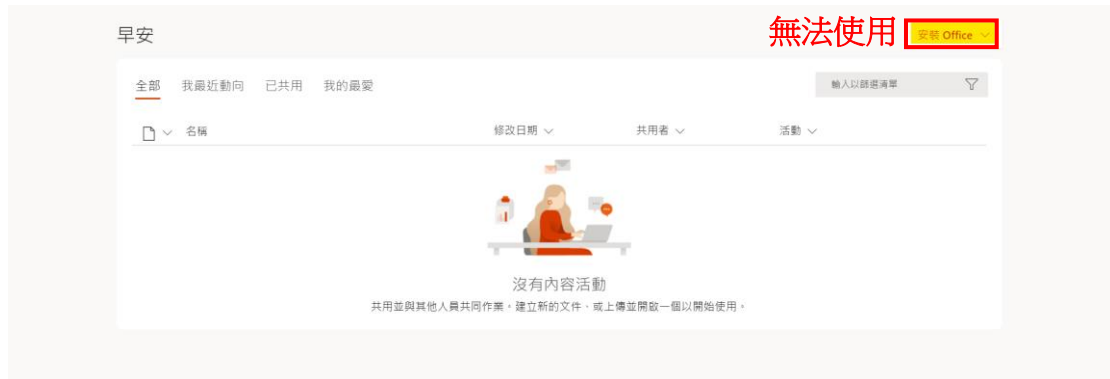 早安
無法使用
安裝 Office
全部 我最近動向 已共用 我的最愛
輸入以篩選清單
名稱 修改日期 共用者 活動
沒有內容活動
共用並與其他人員共同作業。建立新的文件，或上傳並開啟一個以開始使用。